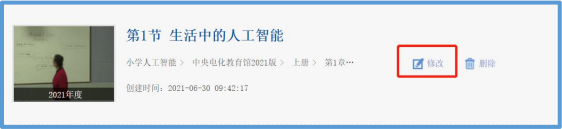 第1节 生活中的人工智能
小学人工智能 > 中央电化教育馆2021版 > 上册 > 第1章…
修改
删除
2021年度
创建时间：2021-06-30 09:42:17